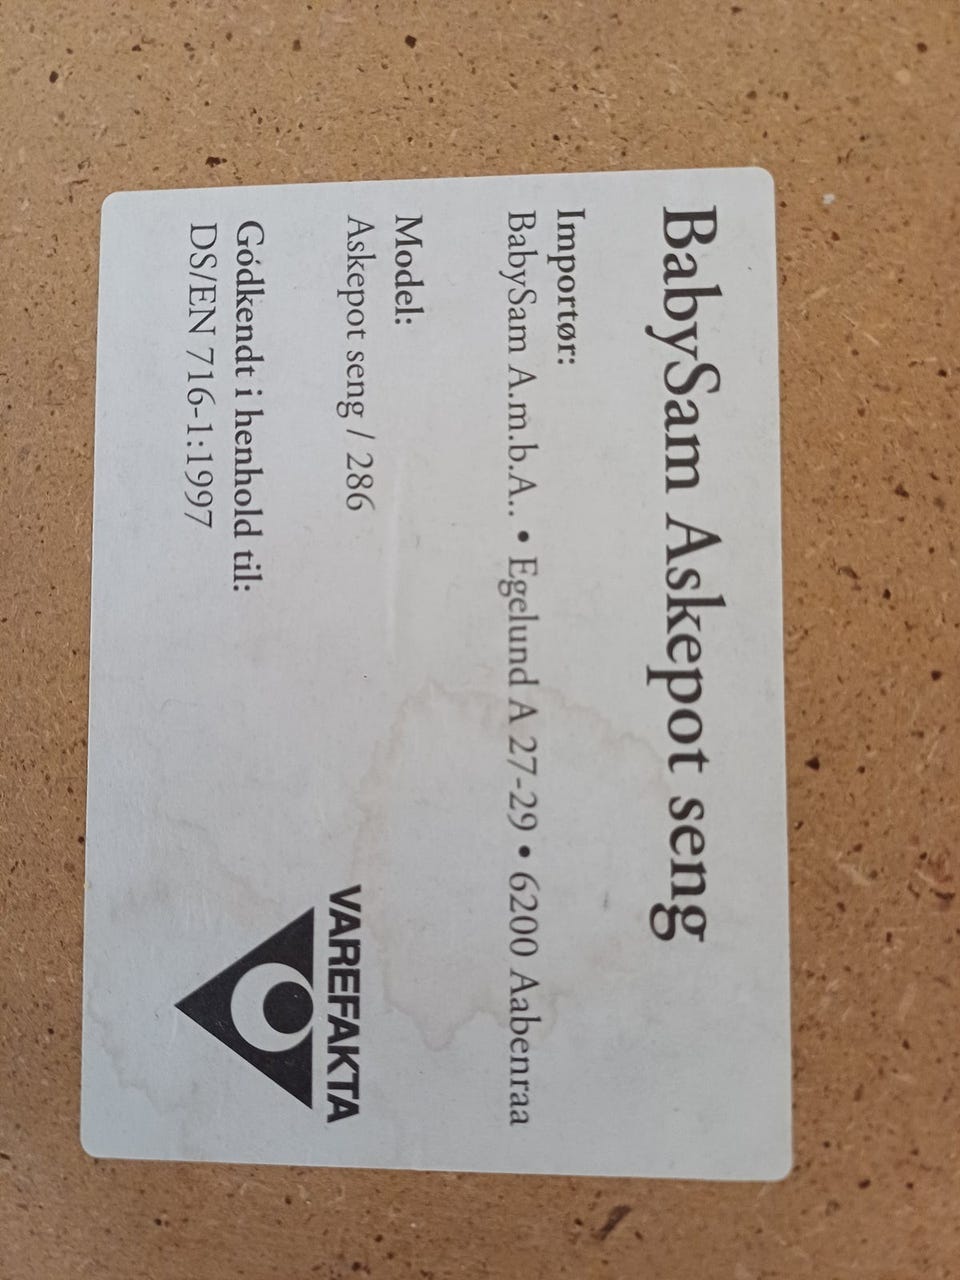 BabySam Askepot seng
Importør:
BabySam A.m.b.A.. • Egelund A 27-29 • 6200 Aabenraa
Model:
Askepot seng / 286
Gódkendt i henhold til:
DS/EN 716-1:1997
VAREFAKTA